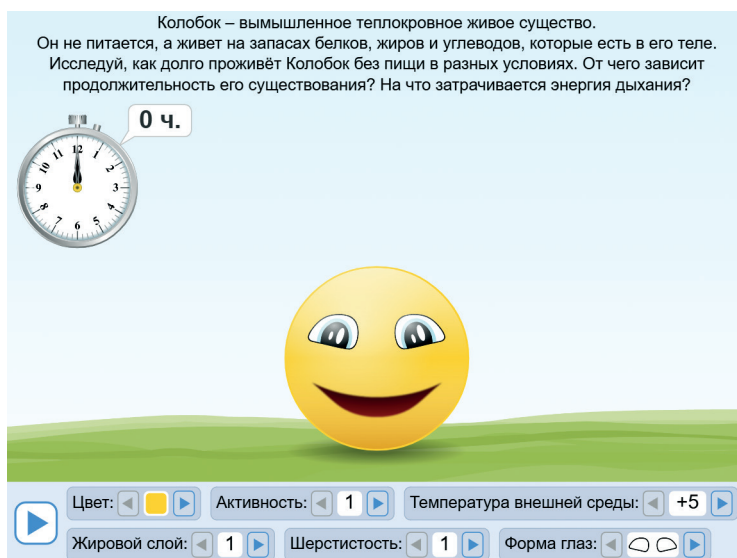 Колобок – вымышленное теплокровное живое существо.
Он не питается, а живет на запасах белков, жиров и углеводов, которые есть в его теле.
Исследуй, как долго проживёт Колобок без пищи в разных условиях. От чего зависит
продолжительность его существования? На что затрачивается энергия дыхания?
0 ч.
12
1
2
3
4
5
6
7
8
9
10
11
Цвет: Активность: 1 Температура внешней среды: +5
Жировой слой: 1 Шерстистость: 1 Форма глаз: